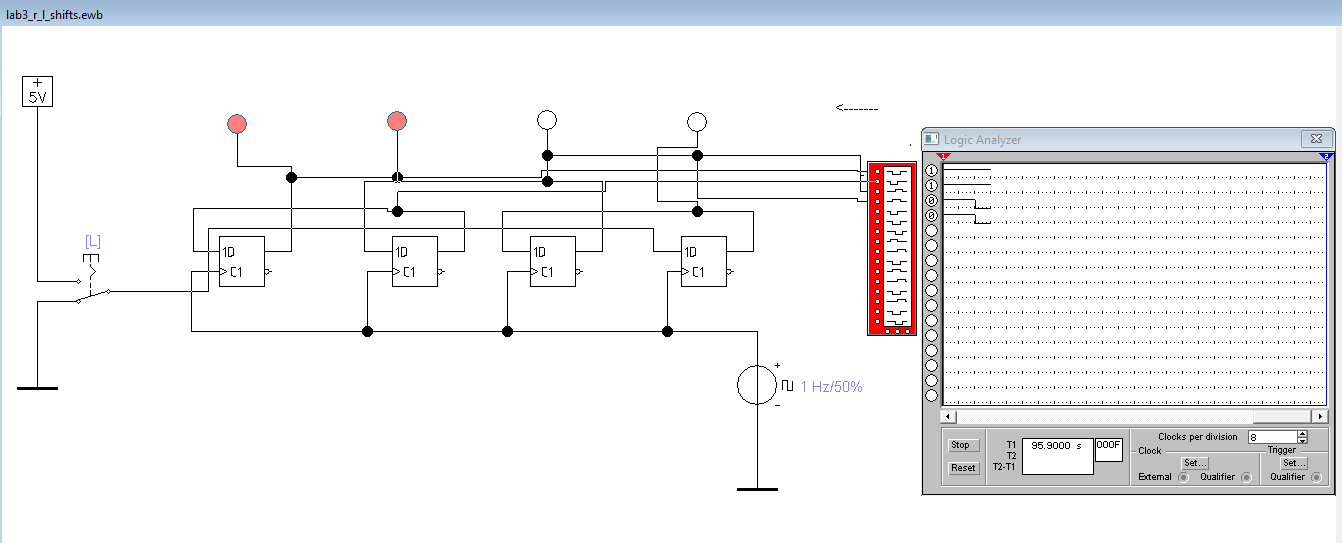 lab3_r_l_shifts.ewb
+
5V
<-------
[L]
1D
C1
1D
C1
1D
C1
1D
C1
+
1 Hz/50%
−
Logic Analyzer
1
2
1
1
0
0
Stop
Reset
T1
T2
T2-T1
95.9000 s
000F
Clocks per division
8
Clock
Set...
External
Qualifier
Trigger
Set...
Qualifier